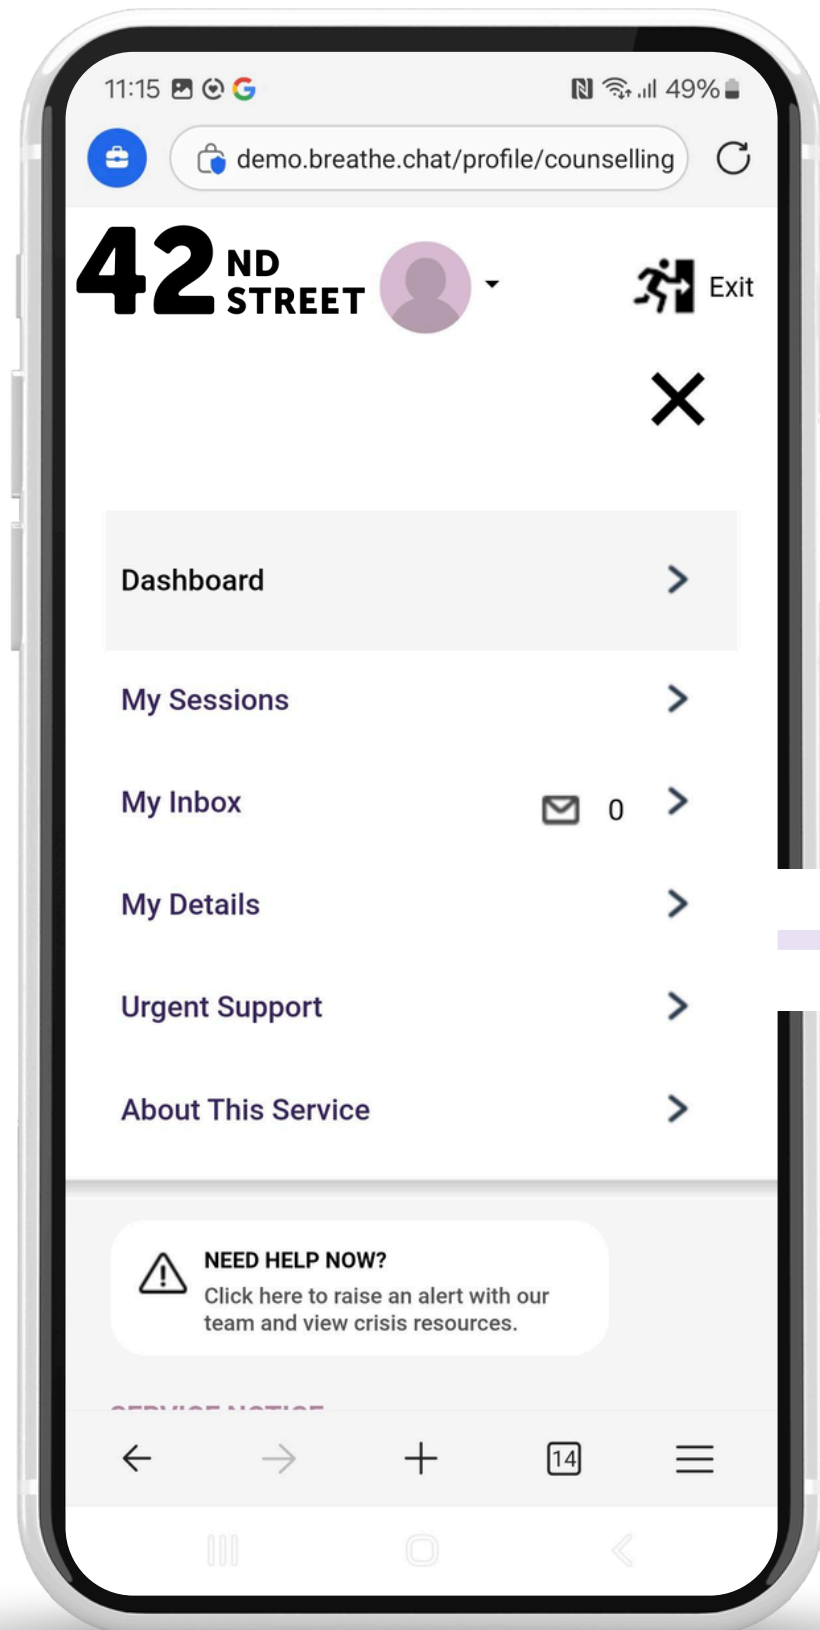 11:15 49%
demo.breathe.chat/profile/counselling
42 ND STREET
Exit
Dashboard
My Sessions
My Inbox 0
My Details
Urgent Support
About This Service
NEED HELP NOW?
Click here to raise an alert with our
team and view crisis resources.
SERVICE NOTICE
14